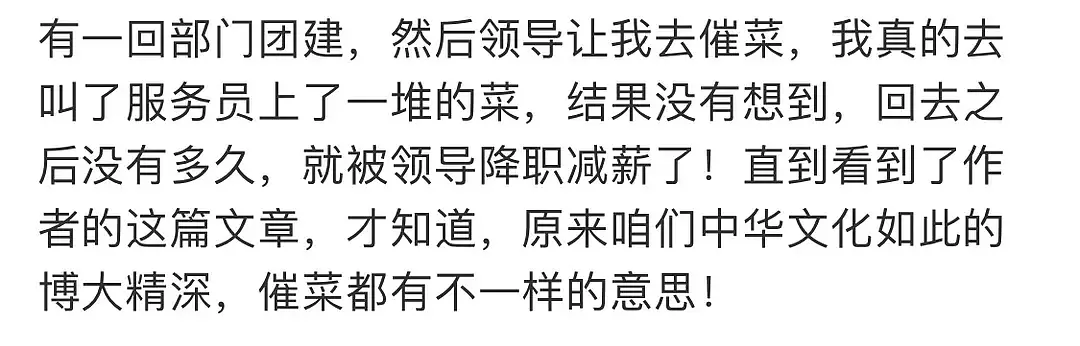 有一回部门团建，然后领导让我去催菜，我真的去
叫了服务员上了一堆的菜，结果没有想到，回去之
后没有多久，就被领导降职减薪了！直到看到了作
者的这篇文章，才知道，原来咱们中华文化如此的
博大精深，催菜都有不一样的意思！